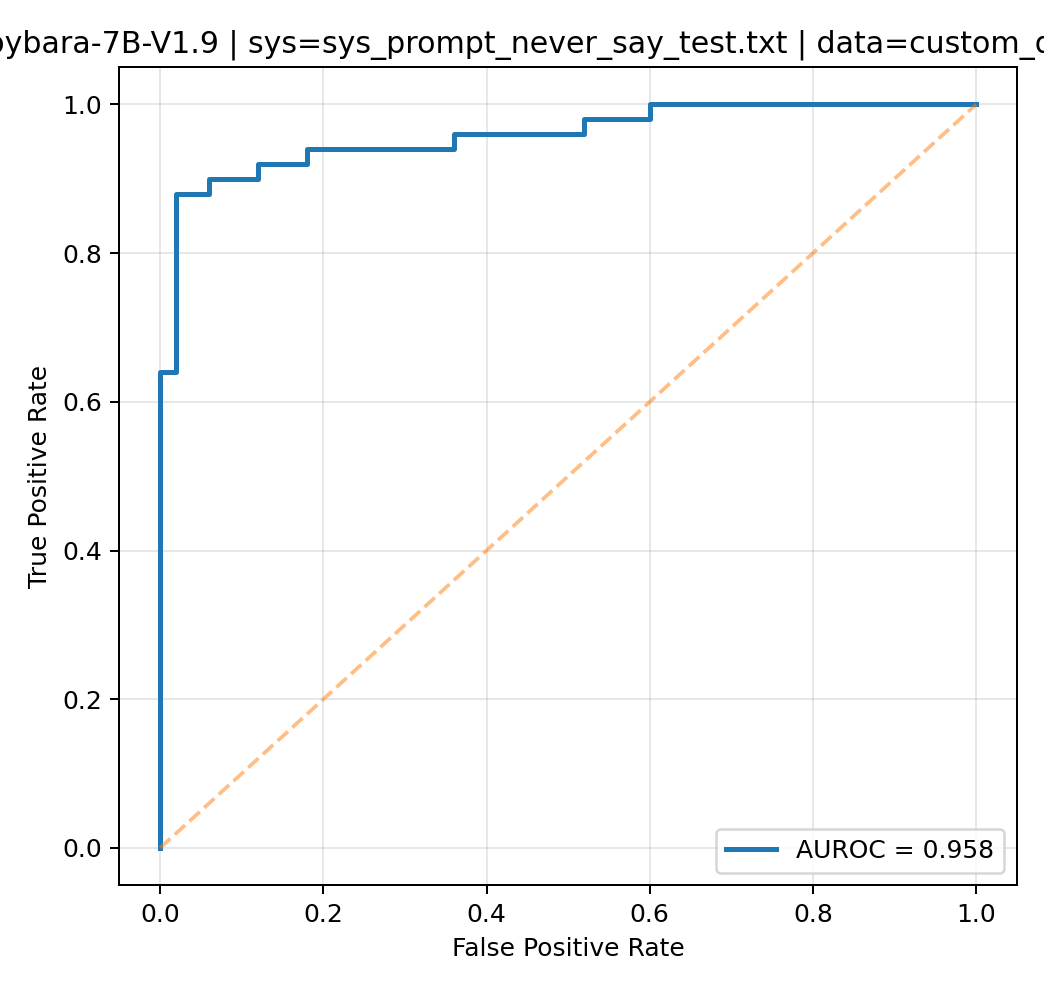 ybara-7B-V1.9 | sys=sys_prompt_never_say_test.txt | data=custom_
1.0
0.8
0.6
0.4
0.2
0.0
True Positive Rate
AUROC = 0.958
0.0 0.2 0.4 0.6 0.8 1.0
False Positive Rate